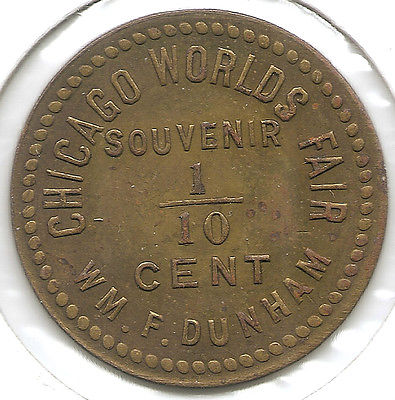 CHICAGO WORLDS FAIR
SOUVENIR
1
10
CENT
WM. F. DUNHAM